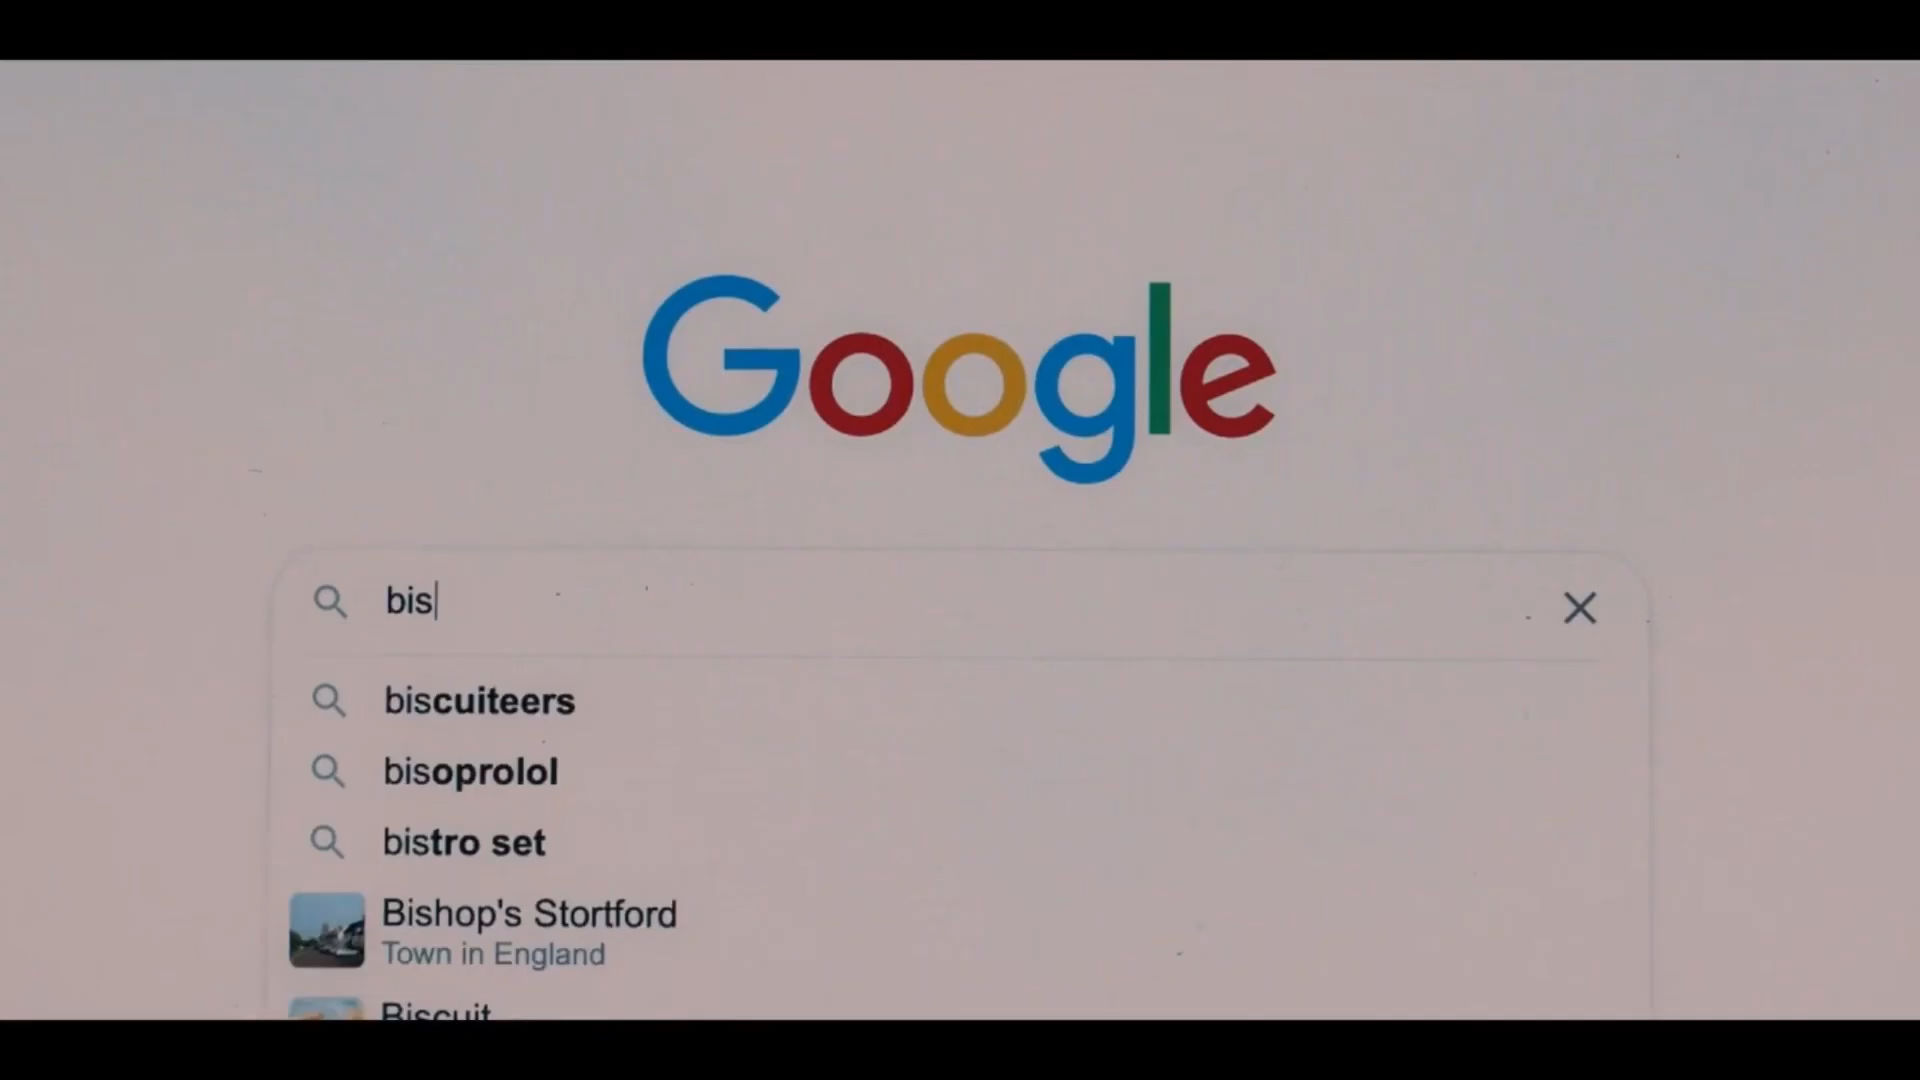 Google
bis
biscuiteers
bisoprolol
bistro set
Bishop's Stortford
Town in England
Biscuit